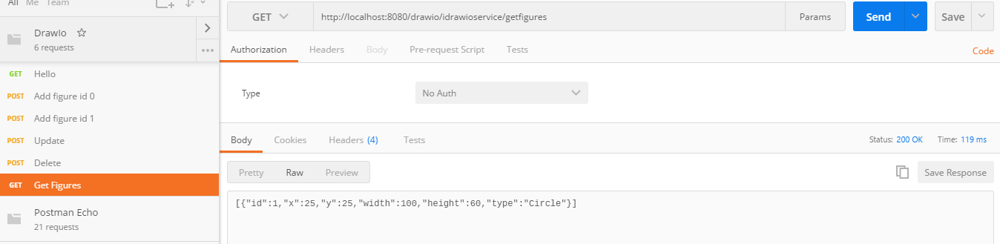 All Me Team
DrawIo
6 requests
GET Hello
POST Add figure id 0
POST Add figure id 1
POST Update
POST Delete
GET Get Figures
Postman Echo
21 requests
GET http://localhost:8080/drawio/idrawioservice/getfigures Params Send Save
Authorization Headers Body Pre-request Script Tests Code
Type No Auth
Body Cookies Headers (4) Tests Status: 200 OK Time: 119 ms
Pretty Raw Preview Save Response
[{"id":1,"x":25,"y":25,"width":100,"height":60,"type":"Circle"}]